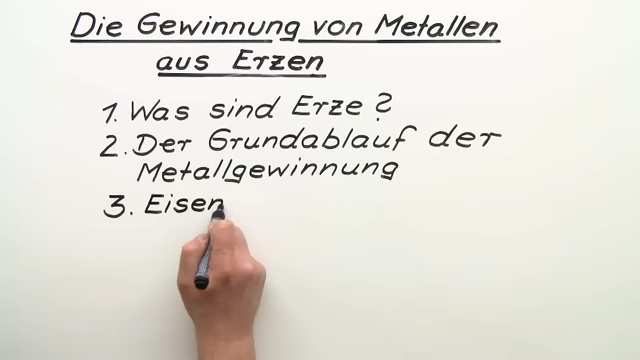 Die Gewinnung von Metallen
aus Erzen
1. Was sind Erze?
2. Der Grundablauf der
Metallgewinnung
3. Eisen